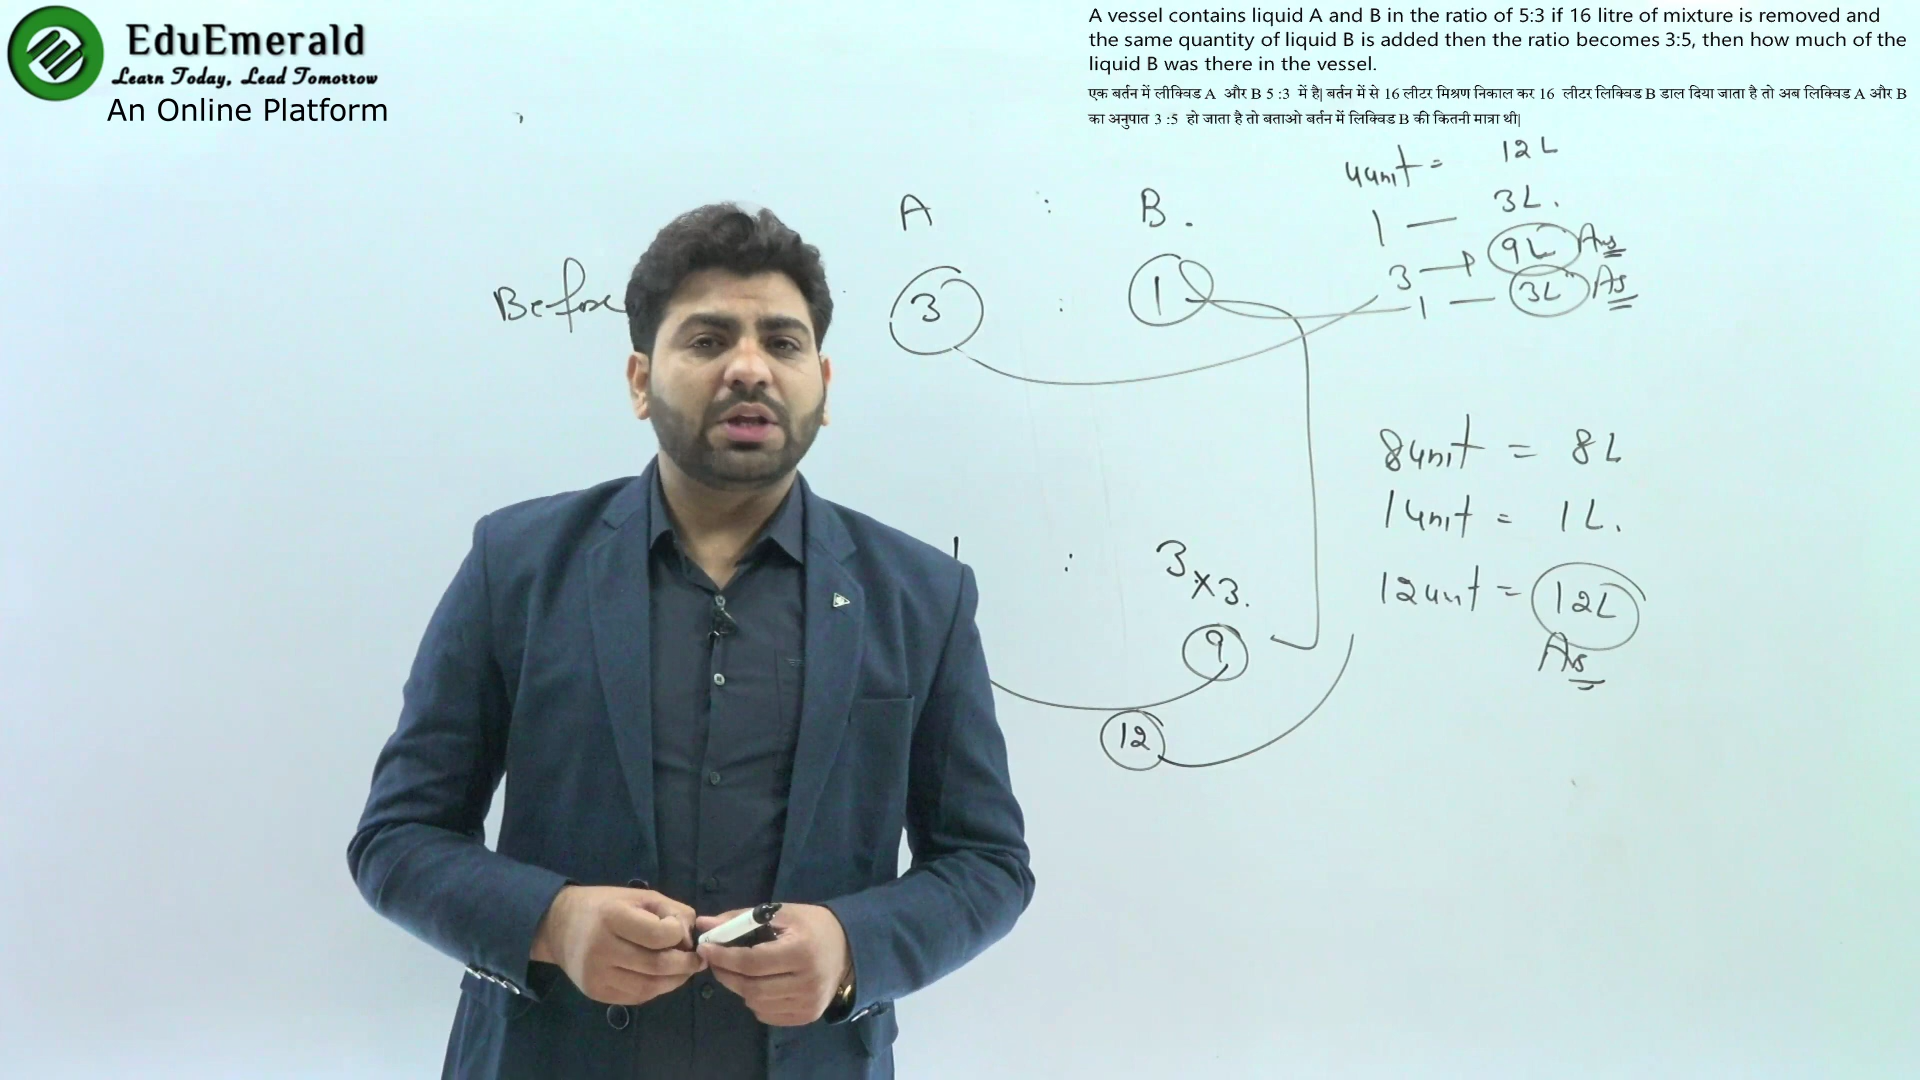 EduEmerald
Learn Today, Lead Tomorrow
An Online Platform
A vessel contains liquid A and B in the ratio of 5:3 if 16 litre of mixture is removed and
the same quantity of liquid B is added then the ratio becomes 3:5, then how much of the
liquid B was there in the vessel.
एक बर्तन में लीक्विड A और B 5 :3 में है| बर्तन में से 16 लीटर मिश्रण निकाल कर 16 लीटर लिक्विड B डाल दिया जाता है तो अब लिक्विड A और B
का अनुपात 3 :5 हो जाता है तो बताओ बर्तन में लिक्विड B की कितनी मात्रा थी|
4unit = 12L
1 — 3L.
3 → 9L Ans
1 — 3L As
A : B.
Before 3 : 1
8unit = 8L
1unit = 1L.
12unit = 12L
As
: 3×3.
9
12